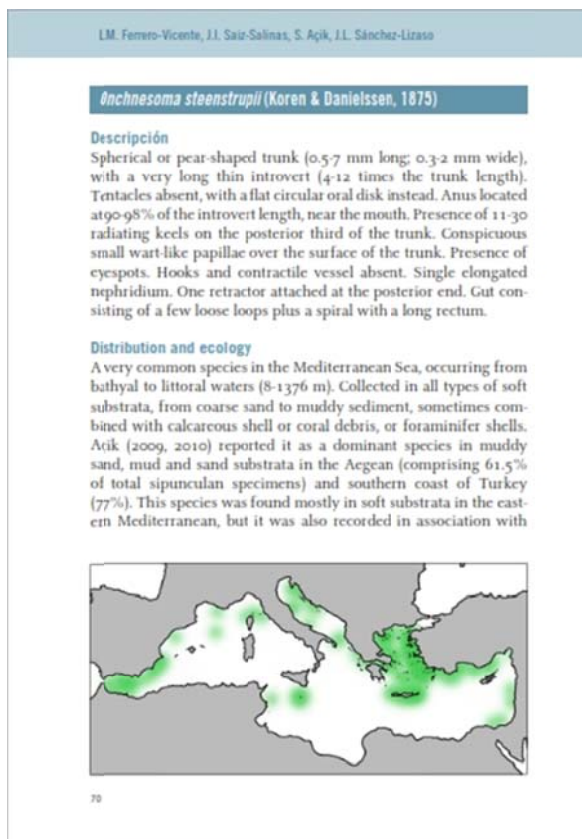 L.M. Ferrero-Vicente, J.I. Saiz-Salinas, S. Açik, J.L. Sánchez-Lizaso
Onchnesoma steenstrupii (Koren & Danielssen, 1875)
Descripción
Spherical or pear-shaped trunk (0.5-7 mm long; 0.3-2 mm wide),
with a very long thin introvert (4-12 times the trunk length).
Tentacles absent, with a flat circular oral disk instead. Anus located
at 90-98% of the introvert length, near the mouth. Presence of 11-30
radiating keels on the posterior third of the trunk. Conspicuous
small wart-like papillae over the surface of the trunk. Presence of
eyespots. Hooks and contractile vessel absent. Single elongated
nephridium. One retractor attached at the posterior end. Gut con-
sisting of a few loose loops plus a spiral with a long rectum.
Distribution and ecology
A very common species in the Mediterranean Sea, occurring from
bathyal to littoral waters (8-1376 m). Collected in all types of soft
substrata, from coarse sand to muddy sediment, sometimes com-
bined with calcareous shell or coral debris, or foraminifer shells.
Açik (2009, 2010) reported it as a dominant species in muddy
sand, mud and sand substrata in the Aegean (comprising 61.5%
of total sipunculan specimens) and southern coast of Turkey
(77%). This species was found mostly in soft substrata in the east-
ern Mediterranean, but it was also recorded in association with
70